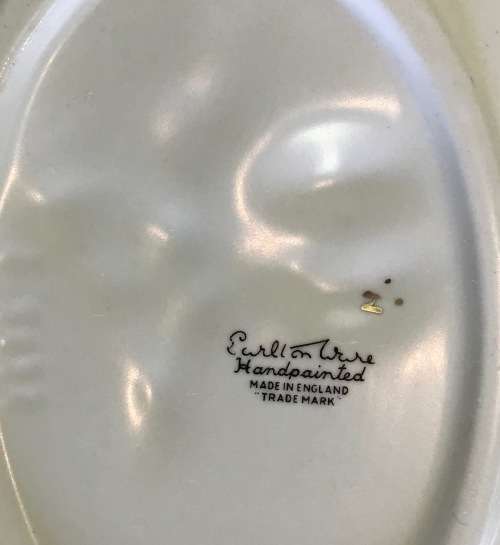 Carlton Ware
Handpainted
MADE IN ENGLAND
"TRADE MARK"